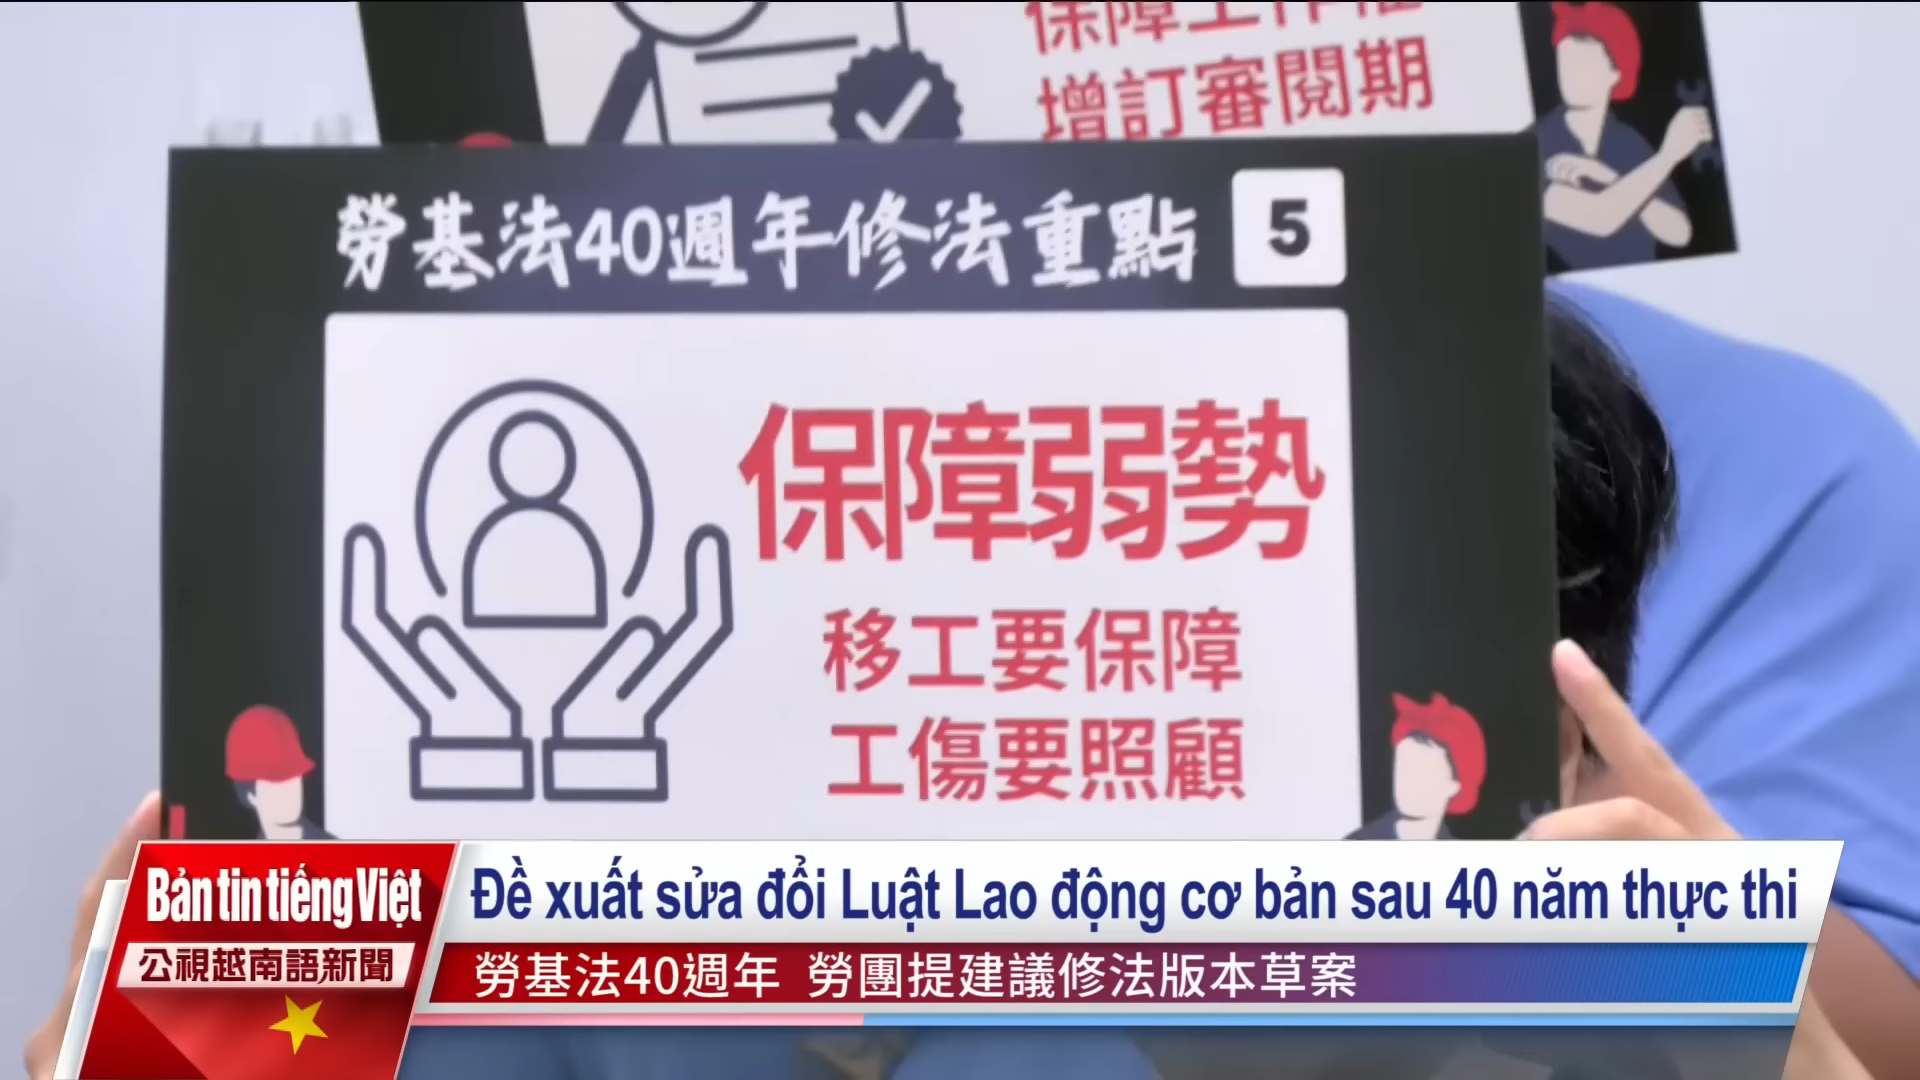 保障工作權
增訂審閱期
勞基法40週年修法重點 5
保障弱勢
移工要保障
工傷要照顧
Bản tin tiếng Việt
公視越南語新聞
Đề xuất sửa đổi Luật Lao động cơ bản sau 40 năm thực thi
勞基法40週年 勞團提建議修法版本草案